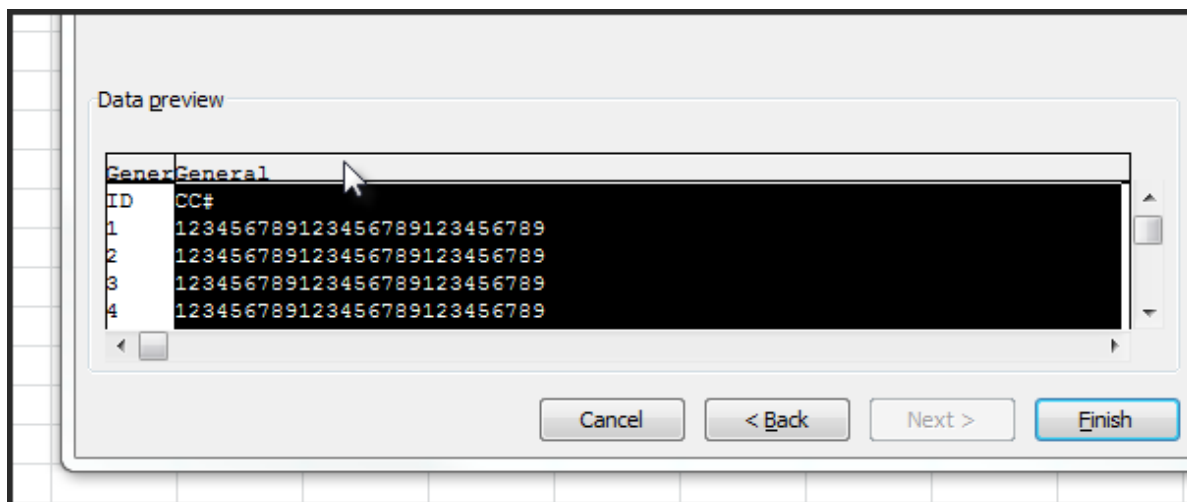 Data preview
Gener General
ID CC#
1 123456789123456789123456789
2 123456789123456789123456789
3 123456789123456789123456789
4 123456789123456789123456789
Cancel < Back Next > Finish